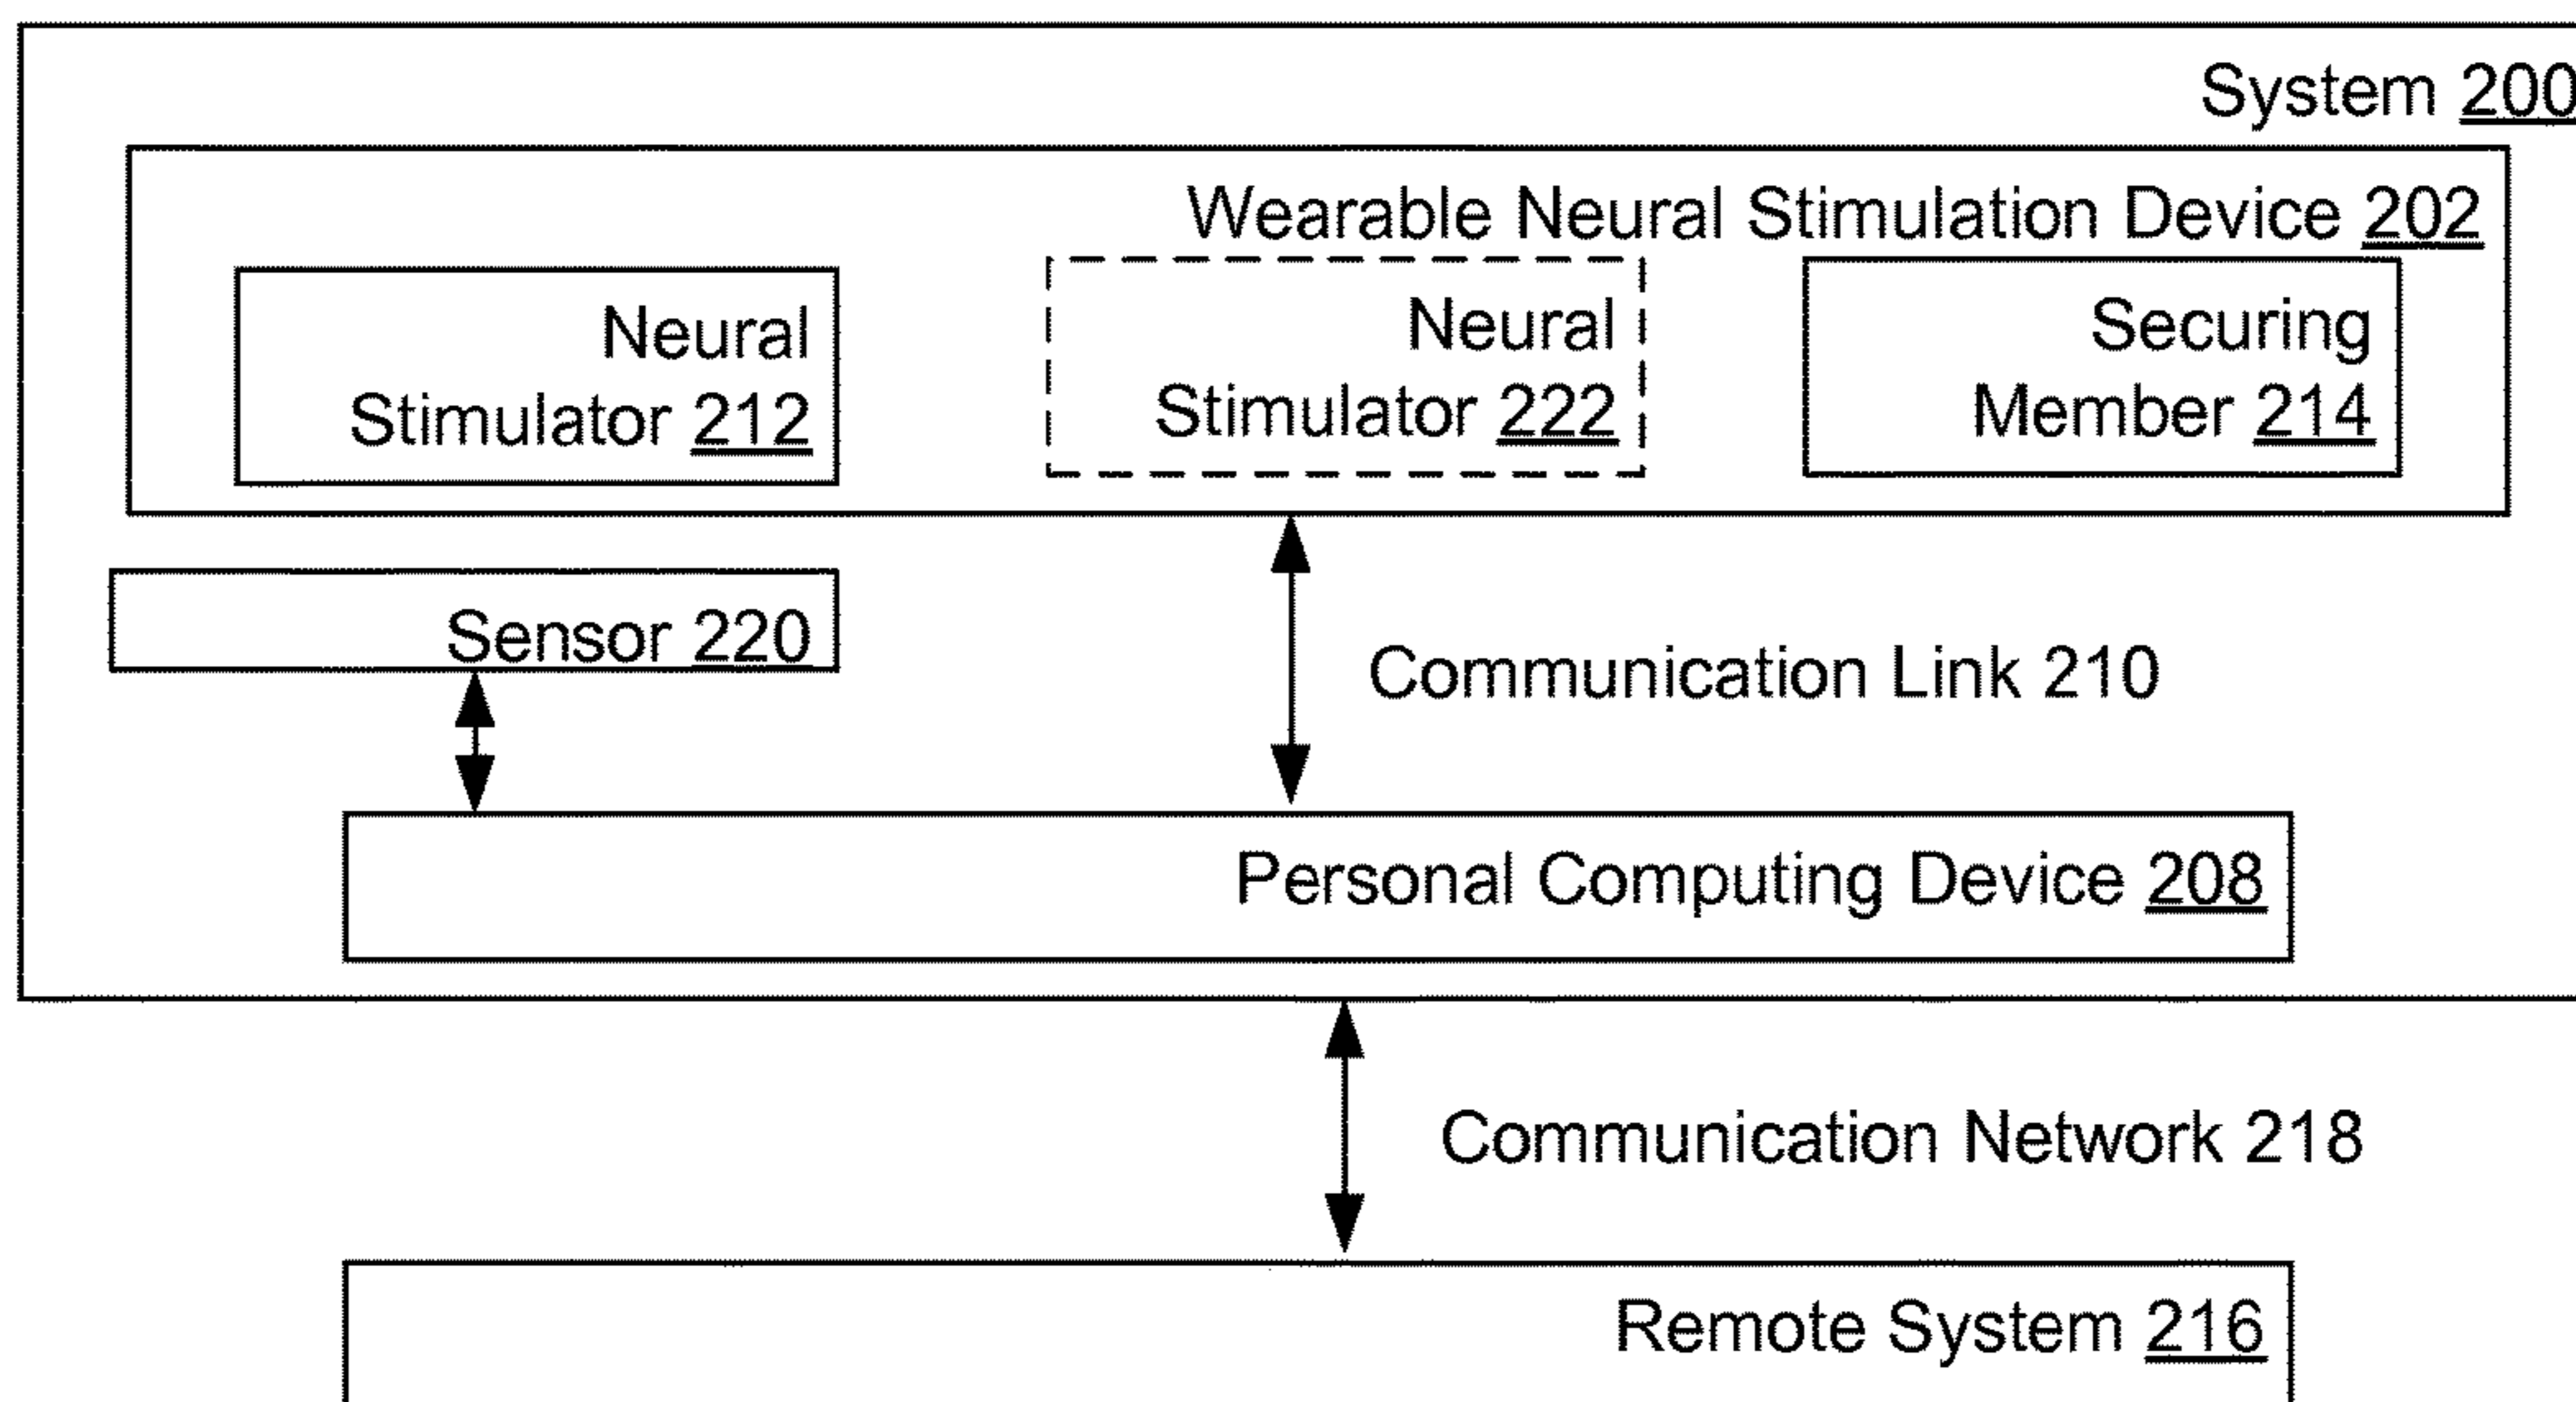 System 200
Wearable Neural Stimulation Device 202
Neural
Stimulator 212
Neural
Stimulator 222
Securing
Member 214
Sensor 220
Communication Link 210
Personal Computing Device 208
Communication Network 218
Remote System 216